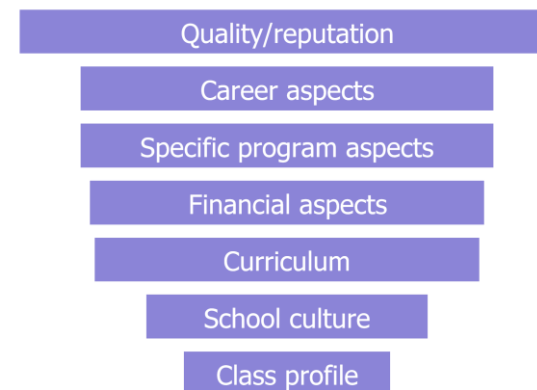 Quality/reputation
Career aspects
Specific program aspects
Financial aspects
Curriculum
School culture
Class profile